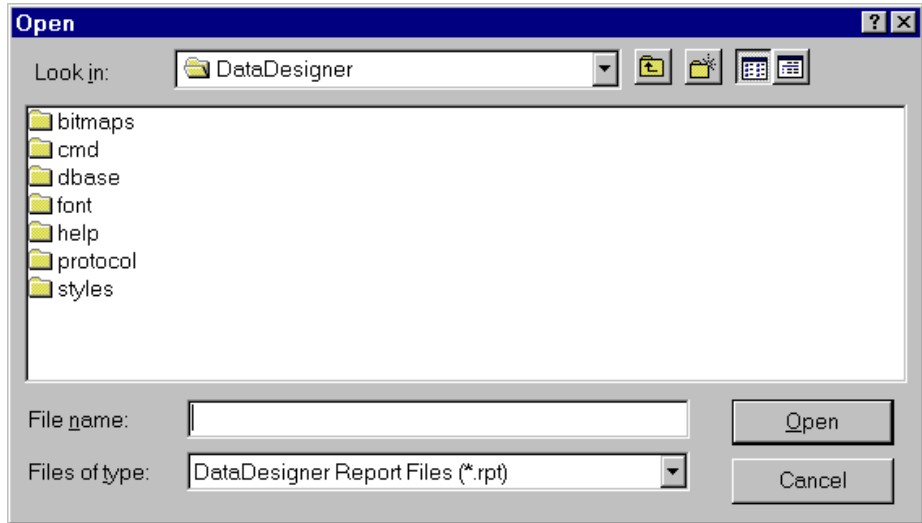 Open
Look in: DataDesigner
bitmaps
cmd
dbase
font
help
protocol
styles
File name: Open
Files of type: DataDesigner Report Files (*.rpt) Cancel